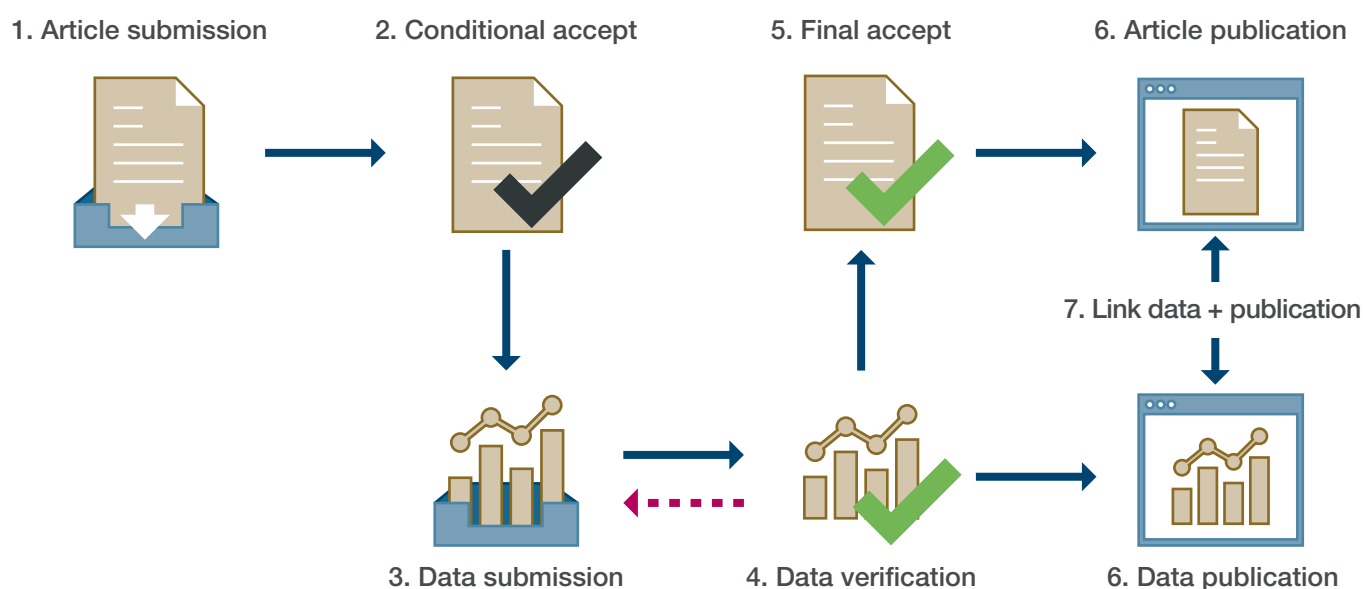 1. Article submission
2. Conditional accept
5. Final accept
6. Article publication
7. Link data + publication
3. Data submission
4. Data verification
6. Data publication